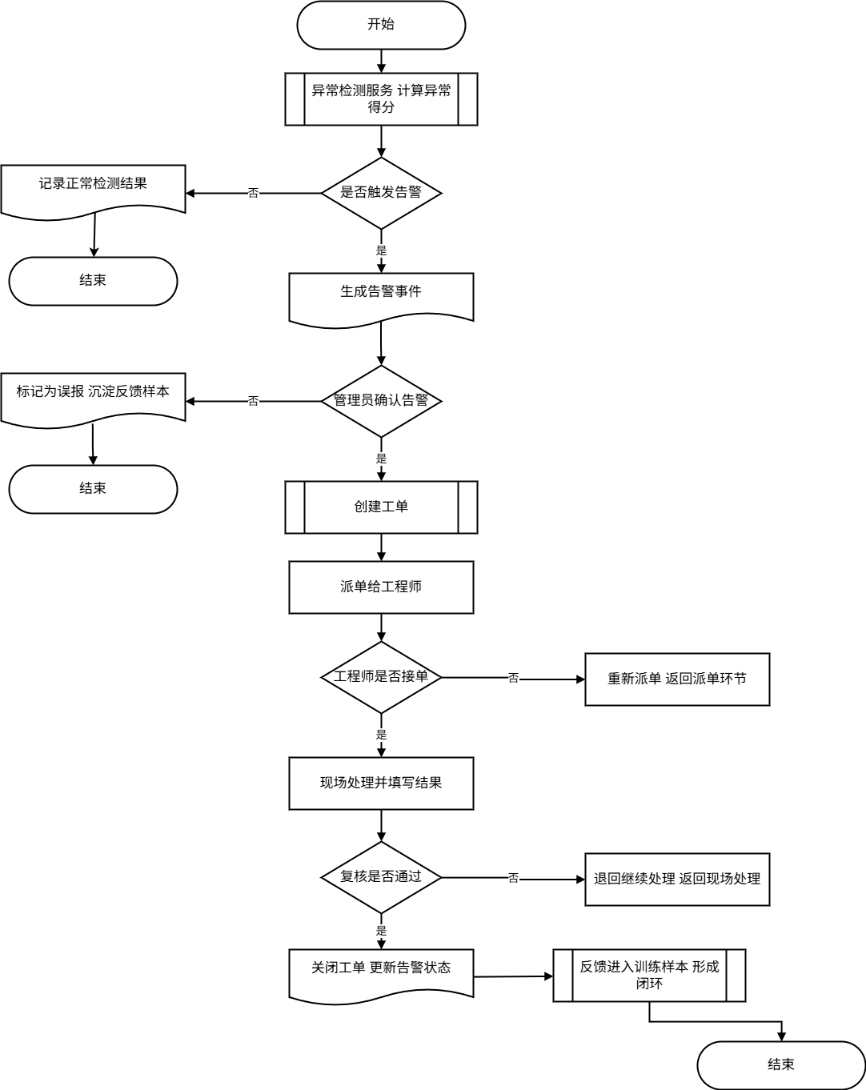 开始
异常检测服务 计算异常
得分
是否触发告警
否
记录正常检测结果
结束
是
生成告警事件
管理员确认告警
否
标记为误报 沉淀反馈样本
结束
是
创建工单
派单给工程师
工程师是否接单
否
重新派单 返回派单环节
是
现场处理并填写结果
复核是否通过
否
退回继续处理 返回现场处理
是
关闭工单 更新告警状态
反馈进入训练样本 形成
闭环
结束